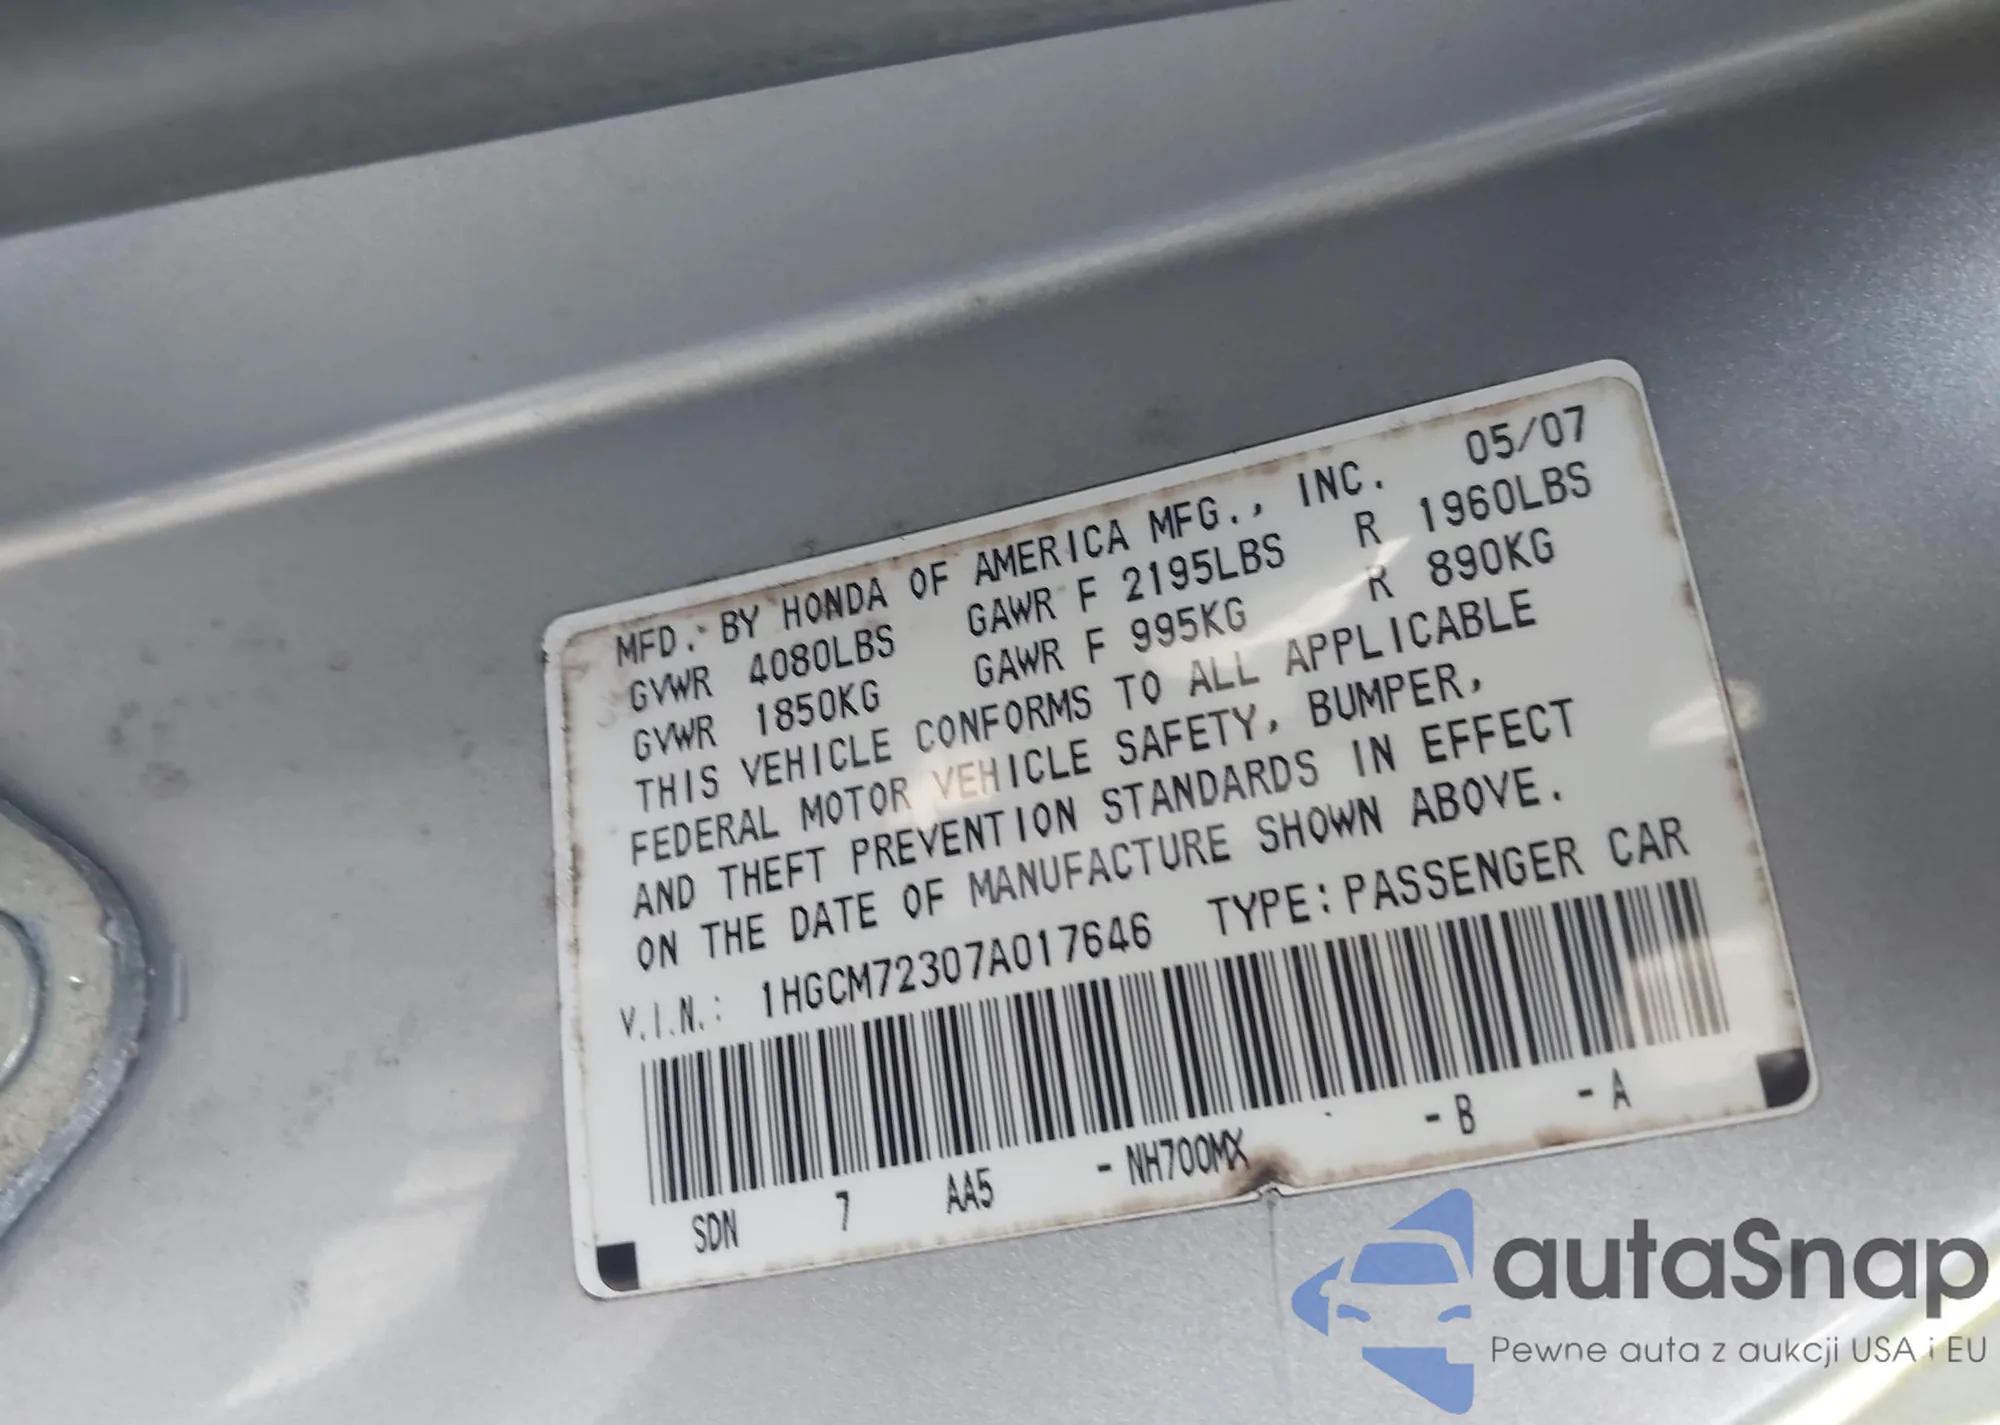 MFD. BY HONDA OF AMERICA MFG., INC. 05/07
GVWR 4080LBS GAWR F 2195LBS R 1960LBS
GVWR 1850KG GAWR F 995KG R 890KG
THIS VEHICLE CONFORMS TO ALL APPLICABLE
FEDERAL MOTOR VEHICLE SAFETY, BUMPER,
AND THEFT PREVENTION STANDARDS IN EFFECT
ON THE DATE OF MANUFACTURE SHOWN ABOVE.
V.I.N.: 1HGCM72307A017646 TYPE: PASSENGER CAR
SDN 7 AA5 - NH700MX - B - A
autaSnap
Pewne auta z aukcji USA i EU